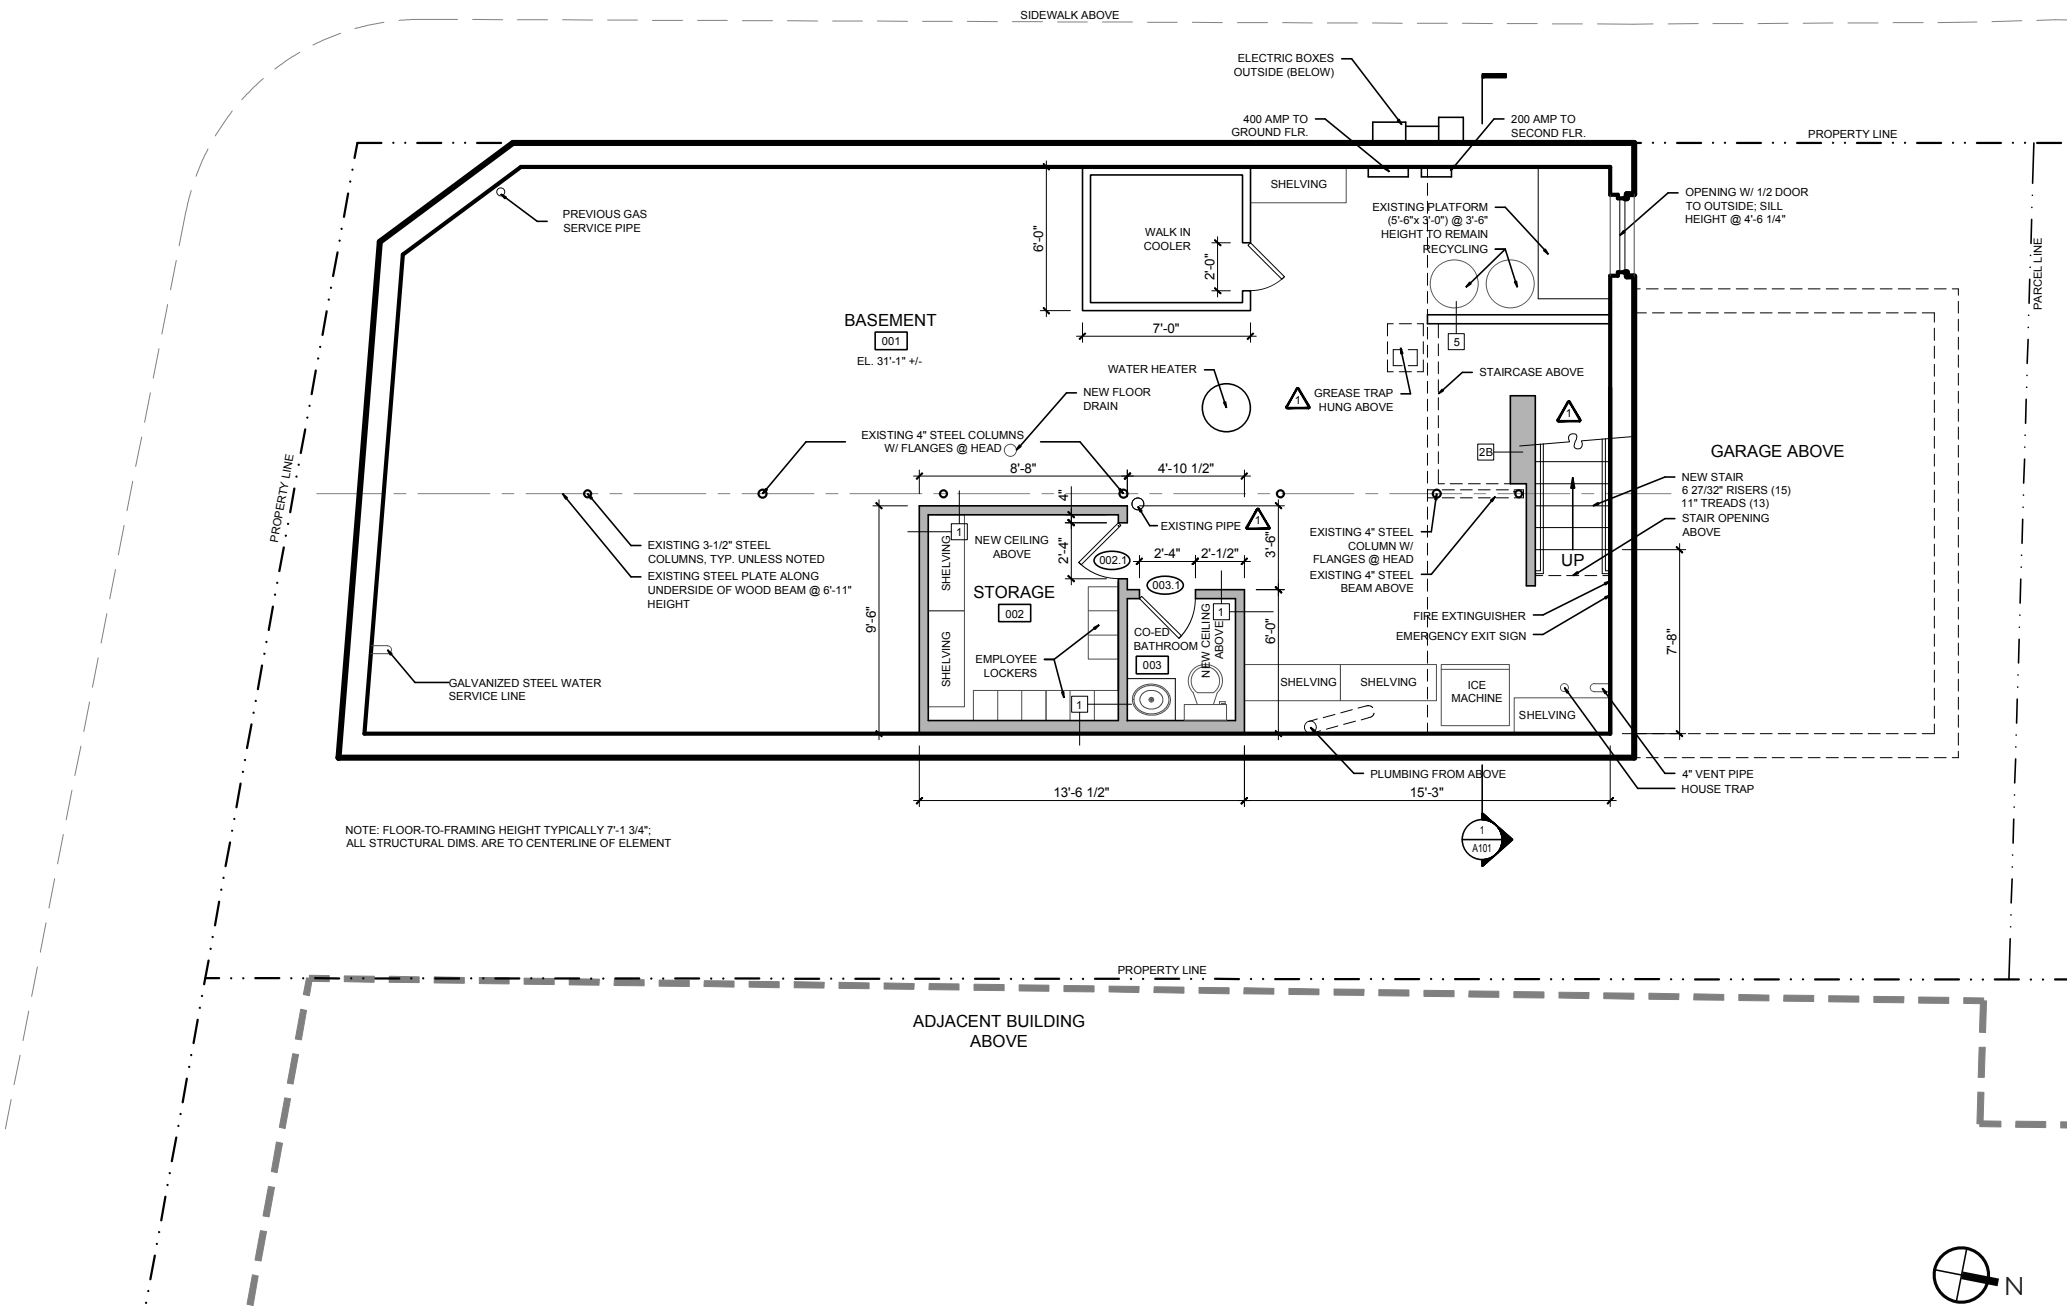 SIDEWALK ABOVE
ELECTRIC BOXES
OUTSIDE (BELOW)
400 AMP TO
GROUND FLR.
200 AMP TO
SECOND FLR.
PROPERTY LINE
PREVIOUS GAS
SERVICE PIPE
6'-0"
WALK IN
COOLER
2'-0"
7'-0"
SHELVING
EXISTING PLATFORM
(5'-6"x 3'-0") @ 3'-6"
HEIGHT TO REMAIN
RECYCLING
OPENING W/ 1/2 DOOR
TO OUTSIDE; SILL
HEIGHT @ 4'-6 1/4"
PARCEL LINE
BASEMENT
001
EL. 31'-1" +/-
WATER HEATER
NEW FLOOR
DRAIN
5
STAIRCASE ABOVE
1
GREASE TRAP
HUNG ABOVE
1
EXISTING 4" STEEL COLUMNS
W/ FLANGES @ HEAD
2B
GARAGE ABOVE
8'-8"
4'-10 1/2"
NEW STAIR
6 27/32" RISERS (15)
11" TREADS (13)
STAIR OPENING
ABOVE
PROPERTY LINE
4"
EXISTING PIPE
1
EXISTING 3-1/2" STEEL
COLUMNS, TYP. UNLESS NOTED
EXISTING STEEL PLATE ALONG
UNDERSIDE OF WOOD BEAM @ 6'-11"
HEIGHT
1
NEW CEILING
ABOVE
2'-4"
002.1
2'-4"
2'-1/2"
3'-6"
EXISTING 4" STEEL
COLUMN W/
FLANGES @ HEAD
EXISTING 4" STEEL
BEAM ABOVE
UP
SHELVING
STORAGE
002
003.1
1
9'-6"
CO-ED
BATHROOM
003
NEW CEILING
ABOVE
6'-0"
FIRE EXTINGUISHER
EMERGENCY EXIT SIGN
7'-8"
SHELVING
EMPLOYEE
LOCKERS
1
GALVANIZED STEEL WATER
SERVICE LINE
SHELVING
SHELVING
ICE
MACHINE
SHELVING
PLUMBING FROM ABOVE
4" VENT PIPE
HOUSE TRAP
13'-6 1/2"
15'-3"
NOTE: FLOOR-TO-FRAMING HEIGHT TYPICALLY 7'-1 3/4";
ALL STRUCTURAL DIMS. ARE TO CENTERLINE OF ELEMENT
1
A101
PROPERTY LINE
ADJACENT BUILDING
ABOVE
N